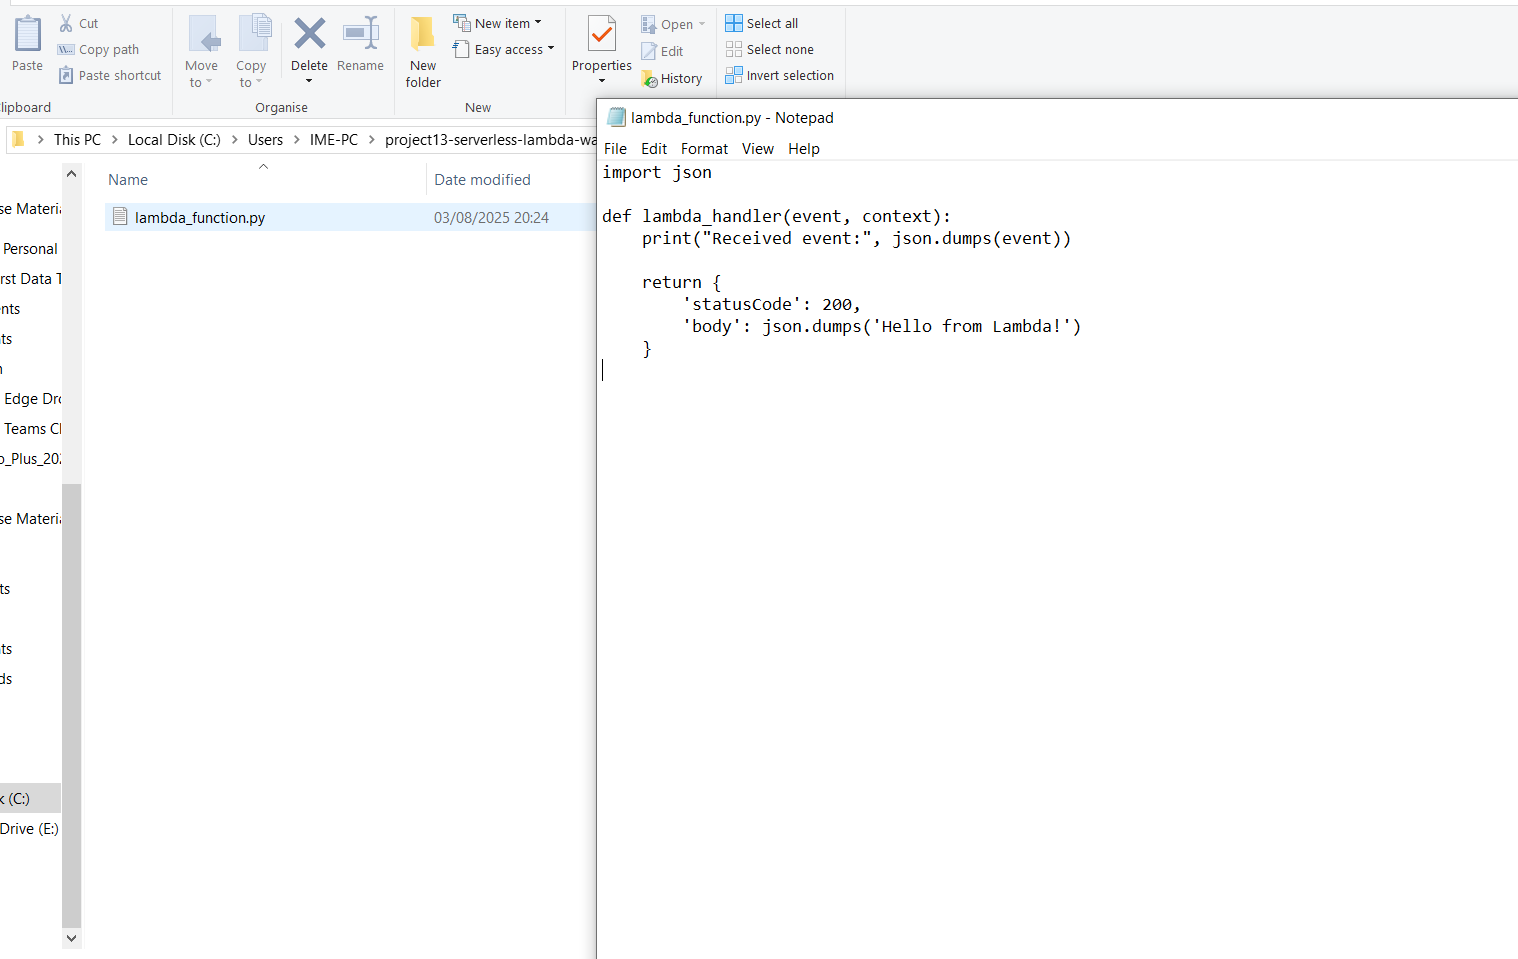 Paste
Cut
Copy path
Paste shortcut
lipboard
Move to
Copy to
Delete
Rename
Organise
New folder
New item
Easy access
New
Properties
Open
Edit
History
Select all
Select none
Invert selection
This PC
Local Disk (C:)
Users
IME-PC
project13-serverless-lambda-wa
Name
Date modified
lambda_function.py
03/08/2025 20:24
se Materia
Personal
rst Data T
nts
ts
n
Edge Dro
Teams Cl
o_Plus_202
se Materia
ts
ts
ds
k (C:)
Drive (E:)
lambda_function.py - Notepad
File Edit Format View Help
import json
def lambda_handler(event, context):
    print("Received event:", json.dumps(event))
    return {
        'statusCode': 200,
        'body': json.dumps('Hello from Lambda!')
    }